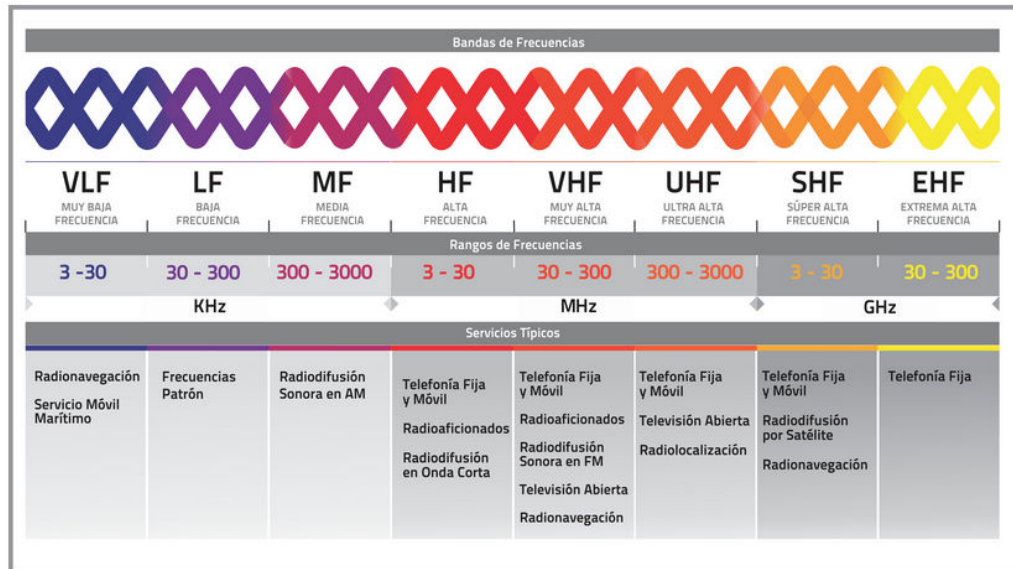 Bandas de Frecuencias
VLF
MUY BAJA
FRECUENCIA
LF
BAJA
FRECUENCIA
MF
MEDIA
FRECUENCIA
HF
ALTA
FRECUENCIA
VHF
MUY ALTA
FRECUENCIA
UHF
ULTRA ALTA
FRECUENCIA
SHF
SÚPER ALTA
FRECUENCIA
EHF
EXTREMA ALTA
FRECUENCIA
Rangos de Frecuencias
3 -30
30 - 300
300 - 3000
3 - 30
30 - 300
300 - 3000
3 - 30
30 - 300
KHz
MHz
GHz
Servicios Típicos
Radionavegación
Servicio Móvil
Marítimo
Frecuencias
Patrón
Radiodifusión
Sonora en AM
Telefonía Fija
y Móvil
Radioaficionados
Radiodifusión
en Onda Corta
Telefonía Fija
y Móvil
Radioaficionados
Radiodifusión
Sonora en FM
Televisión Abierta
Radionavegación
Telefonía Fija
y Móvil
Televisión Abierta
Radiolocalización
Telefonía Fija
y Móvil
Radiodifusión
por Satélite
Radionavegación
Telefonía Fija